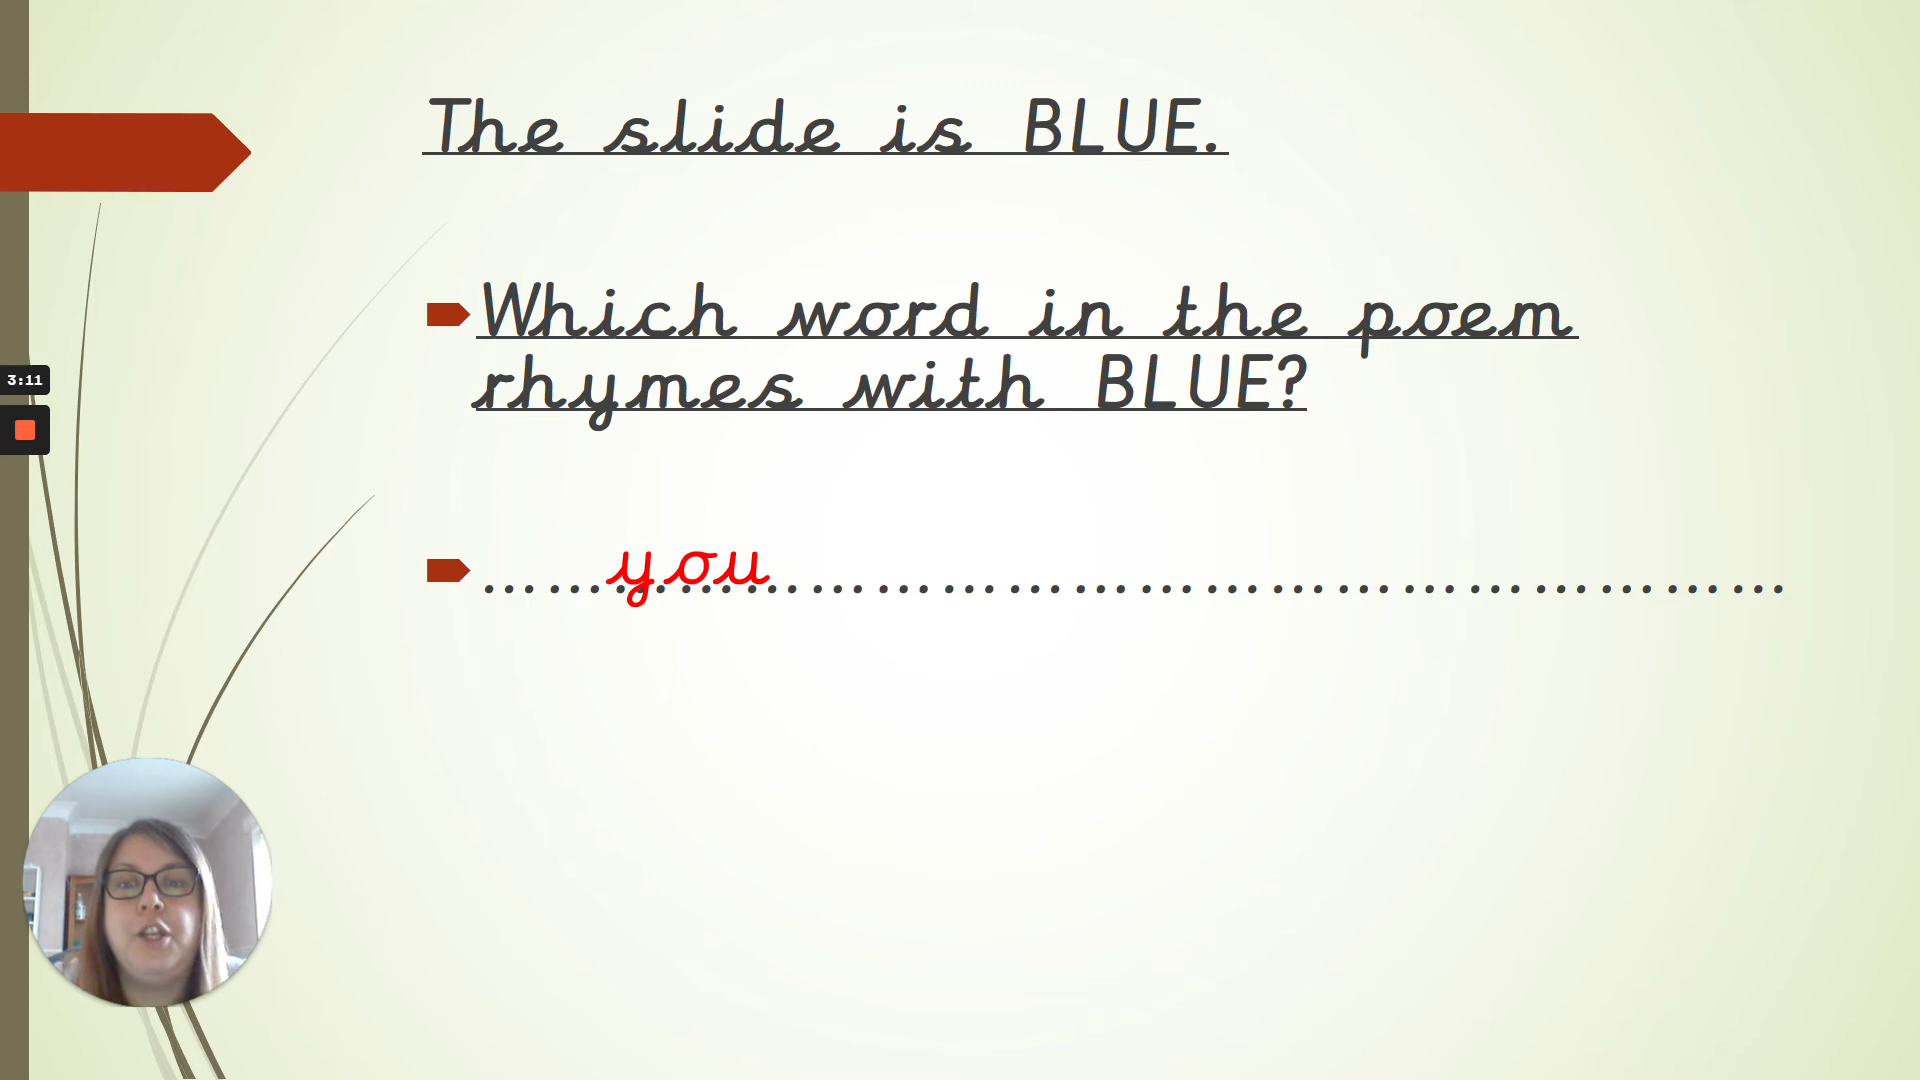 The slide is BLUE.
Which word in the poem
rhymes with BLUE?
3:11
......you..............................................